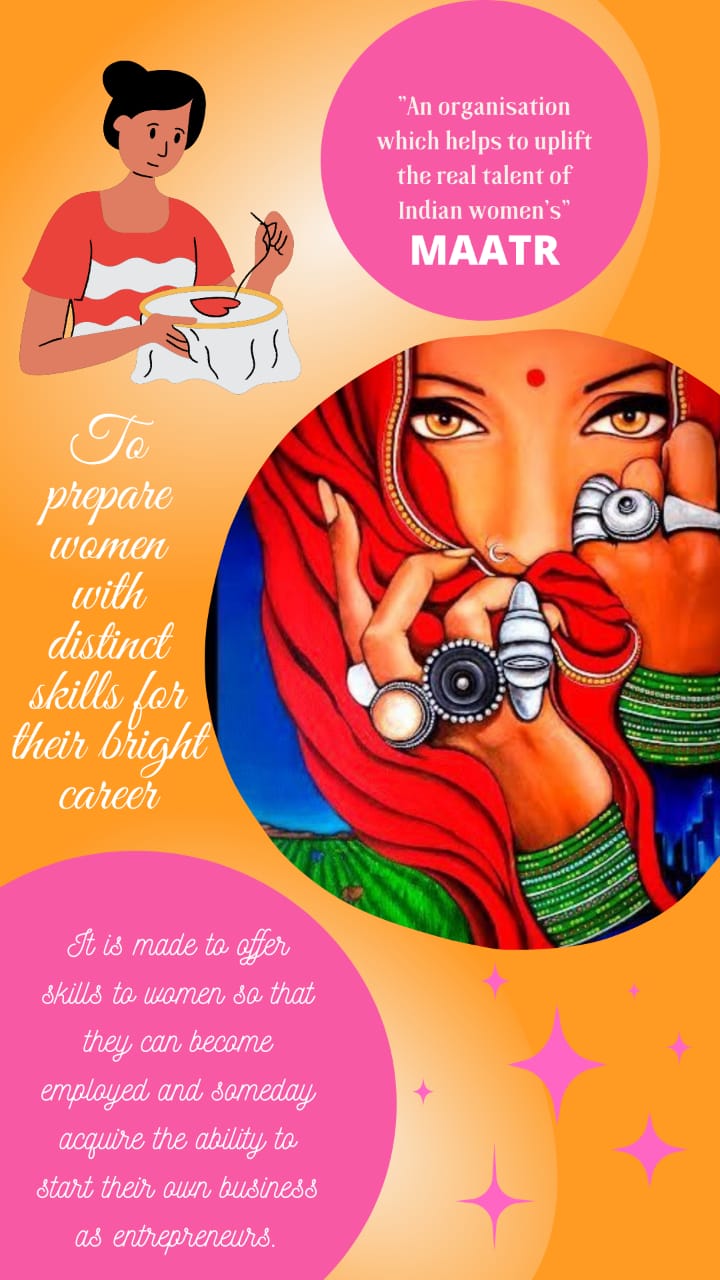 "An organisation
which helps to uplift
the real talent of
Indian women's"
MAATR
To
prepare
women
with
distinct
skills for
their bright
career
It is made to offer
skills to women so that
they can become
employed and someday
acquire the ability to
start their own business
as entrepreneurs.